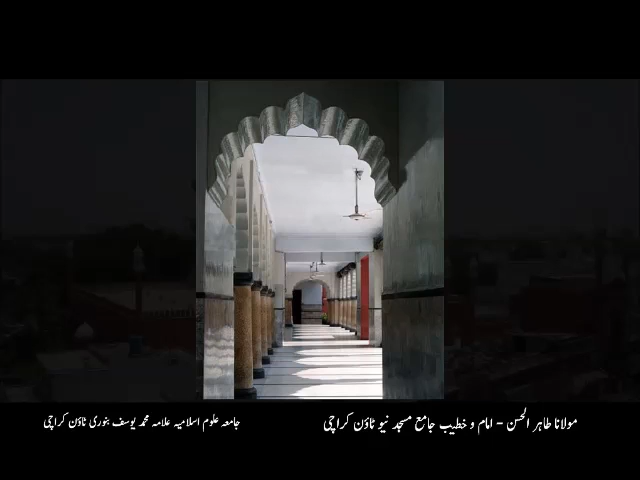 مولانا طاہر الحسن - امام و خطیب جامع مسجد نیو ٹاؤن کراچی
جامعہ علوم اسلامیہ علامہ محمد یوسف بنوری ٹاؤن کراچی